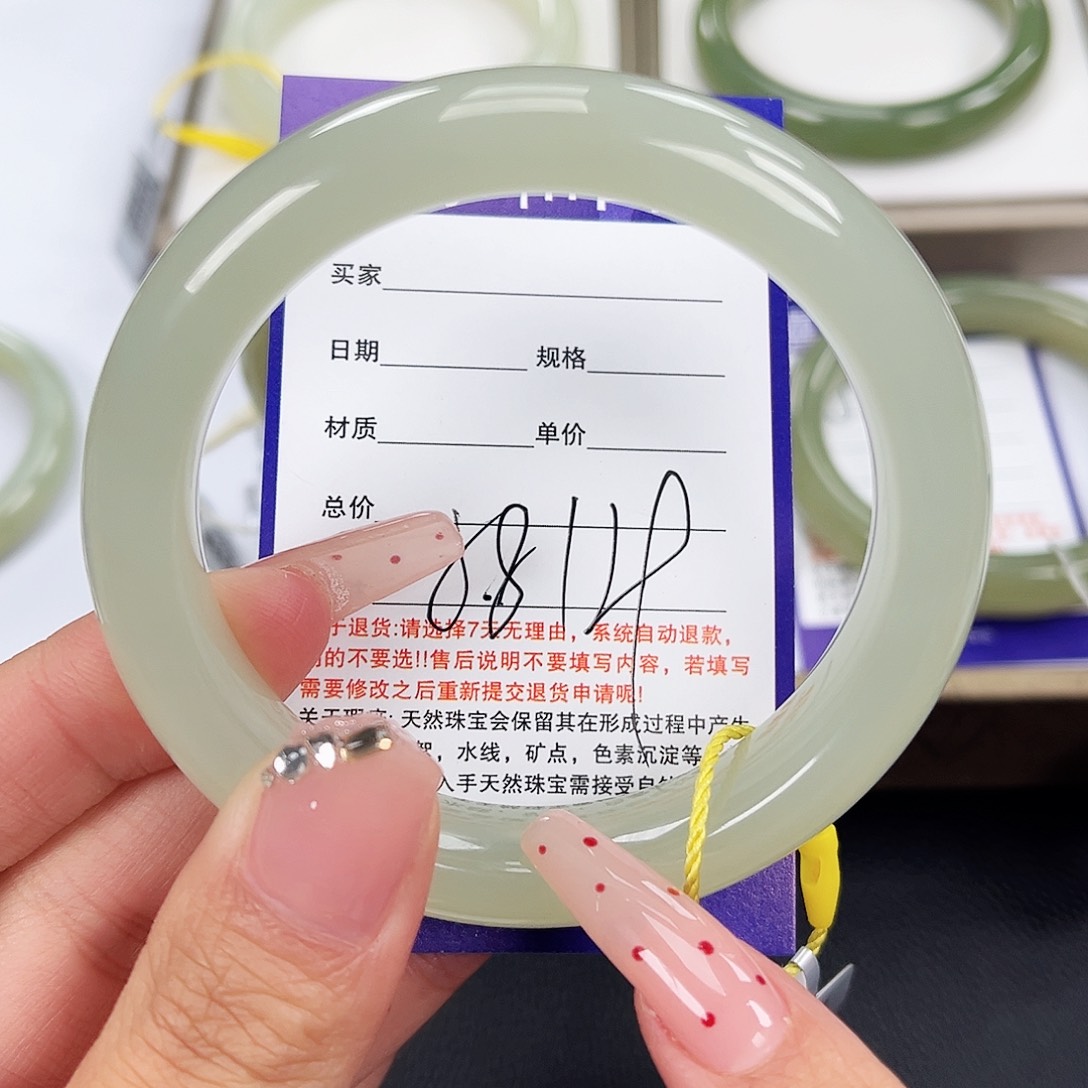 买家
日期 规格
材质 单价
总价
退货:请选择7天无理由，系统自动退款，
的不要选!!售后说明不要填写内容，若填写
需要修改之后重新提交退货申请呢!
天然珠宝会保留其在形成过程中产生
，水线，矿点，色素沉淀等
入手天然珠宝需接受